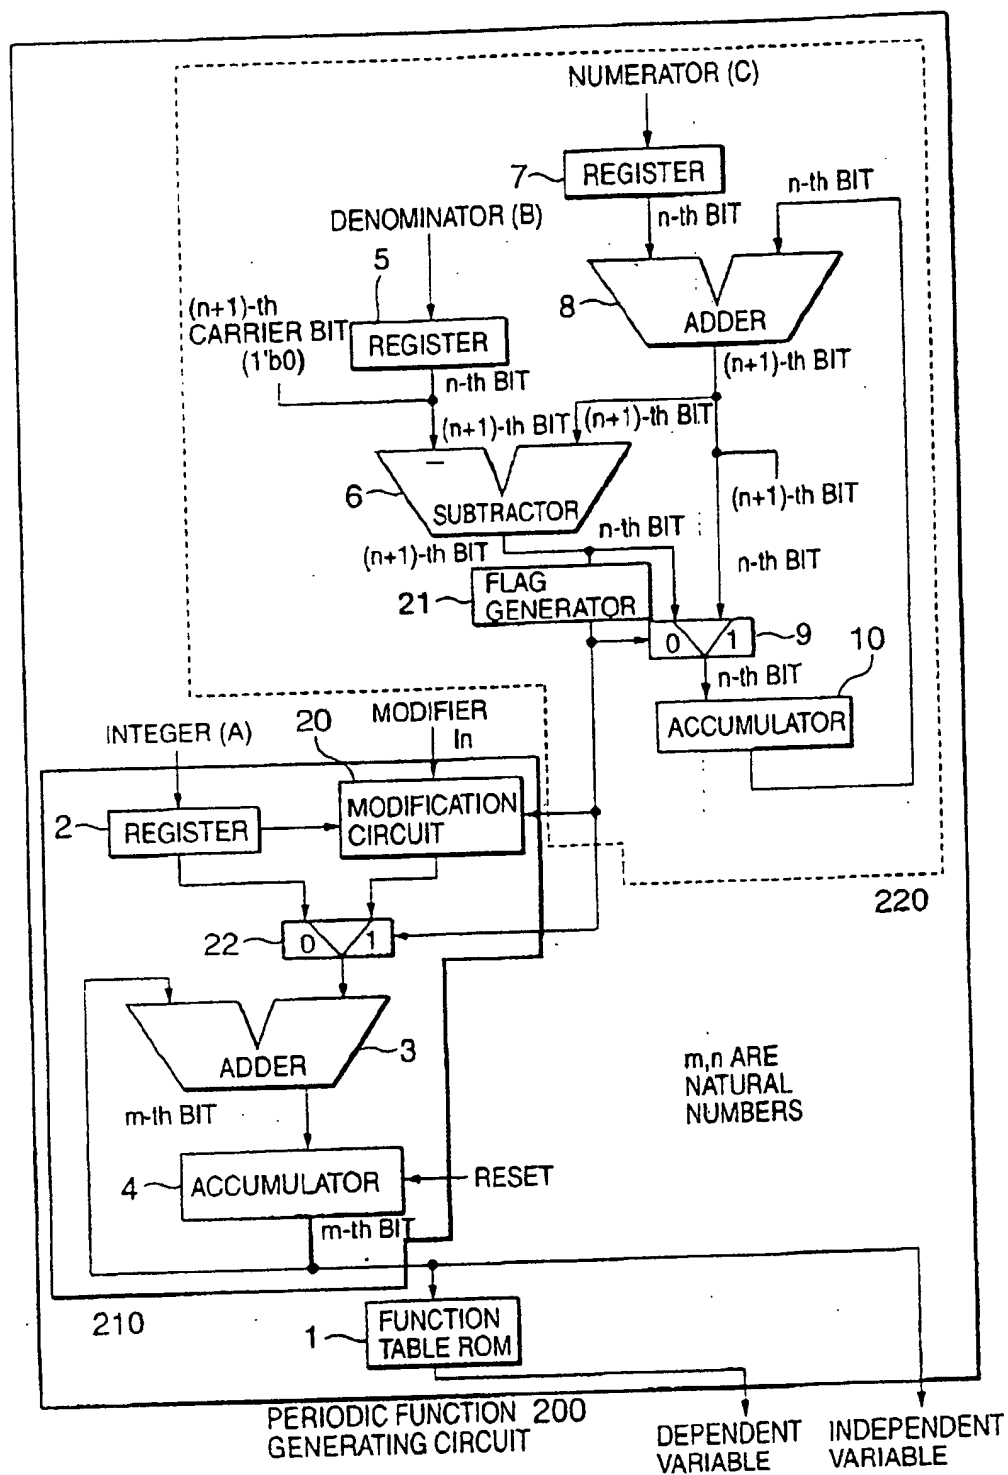 NUMERATOR (C)
7
REGISTER
n-th BIT
n-th BIT
DENOMINATOR (B)
5
8
ADDER
(n+1)-th
CARRIER BIT
(1'b0)
REGISTER
n-th BIT
(n+1)-th BIT
(n+1)-th BIT
(n+1)-th BIT
−
6
SUBTRACTOR
(n+1)-th BIT
n-th BIT
(n+1)-th BIT
n-th BIT
21
FLAG
GENERATOR
0 1
9
n-th BIT
10
ACCUMULATOR
INTEGER (A)
20
MODIFIER
In
2
REGISTER
MODIFICATION
CIRCUIT
220
22
0 1
ADDER
3
m-th BIT
m,n ARE
NATURAL
NUMBERS
4
ACCUMULATOR
RESET
m-th BIT
210
1
FUNCTION
TABLE ROM
PERIODIC FUNCTION 200
GENERATING CIRCUIT
DEPENDENT
VARIABLE
INDEPENDENT
VARIABLE